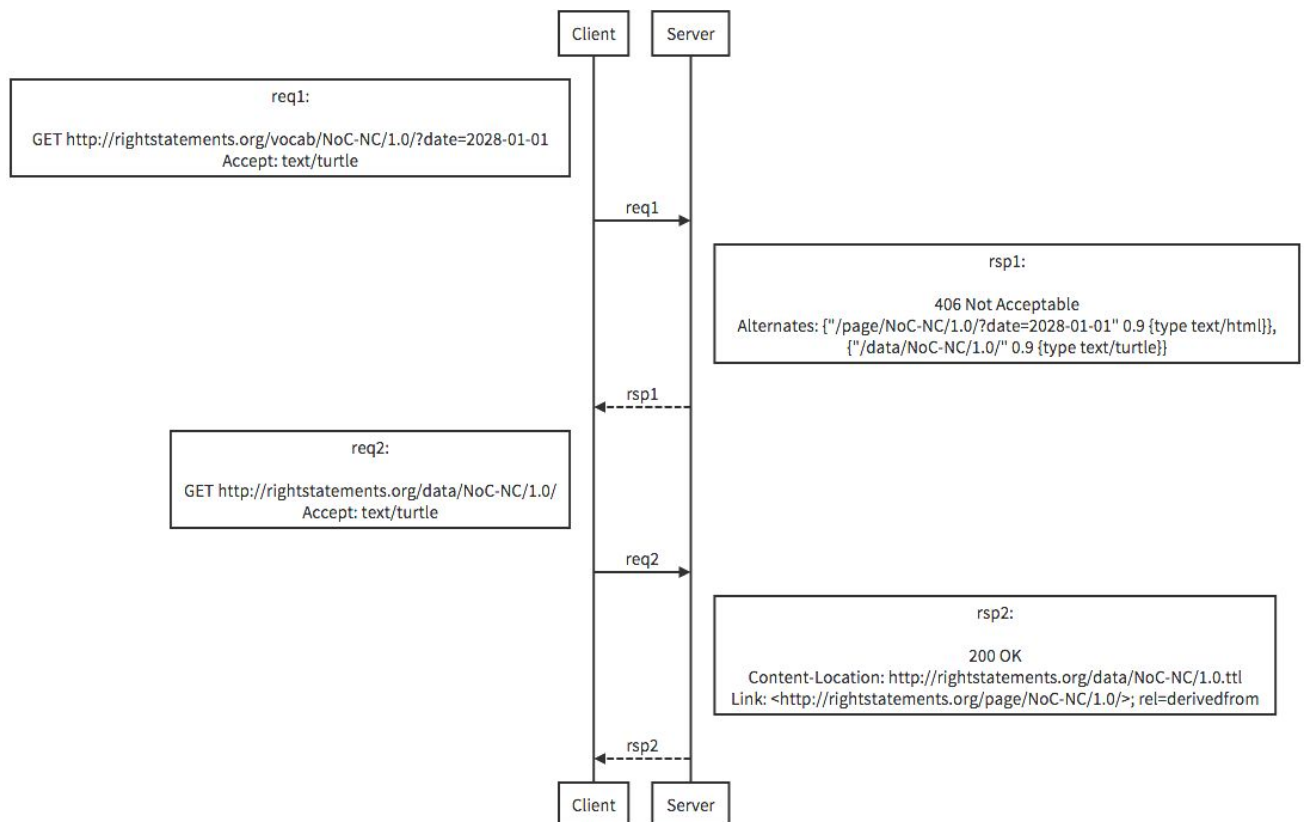 Client
Server
req1:
GET http://rightstatements.org/vocab/NoC-NC/1.0/?date=2028-01-01
Accept: text/turtle
req1
rsp1:
406 Not Acceptable
Alternates: {"/page/NoC-NC/1.0/?date=2028-01-01" 0.9 {type text/html}},
{"/data/NoC-NC/1.0/" 0.9 {type text/turtle}}
rsp1
req2:
GET http://rightstatements.org/data/NoC-NC/1.0/
Accept: text/turtle
req2
rsp2:
200 OK
Content-Location: http://rightstatements.org/data/NoC-NC/1.0.ttl
Link: <http://rightstatements.org/page/NoC-NC/1.0/>; rel=derivedfrom
rsp2
Client
Server